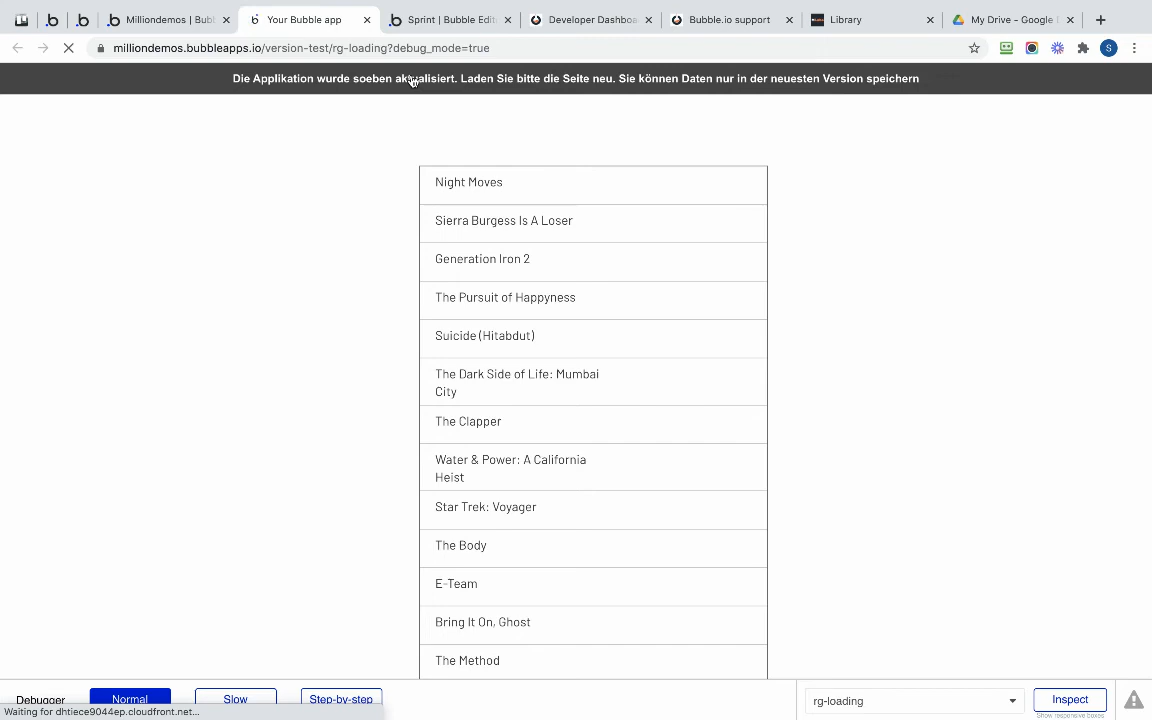 Milliondemos | Bubb
Your Bubble app
Sprint | Bubble Edit
Developer Dashboa
Bubble.io support
Library
My Drive - Google D
milliondemos.bubbleapps.io/version-test/rg-loading?debug_mode=true
S
Die Applikation wurde soeben aktualisiert. Laden Sie bitte die Seite neu. Sie können Daten nur in der neuesten Version speichern
Night Moves
Sierra Burgess Is A Loser
Generation Iron 2
The Pursuit of Happyness
Suicide (Hitabdut)
The Dark Side of Life: Mumbai
City
The Clapper
Water & Power: A California
Heist
Star Trek: Voyager
The Body
E-Team
Bring It On, Ghost
The Method
Debugger
Normal
Slow
Step-by-step
rg-loading
Inspect
Show responsive boxes
Waiting for dhtiece9044ep.cloudfront.net...